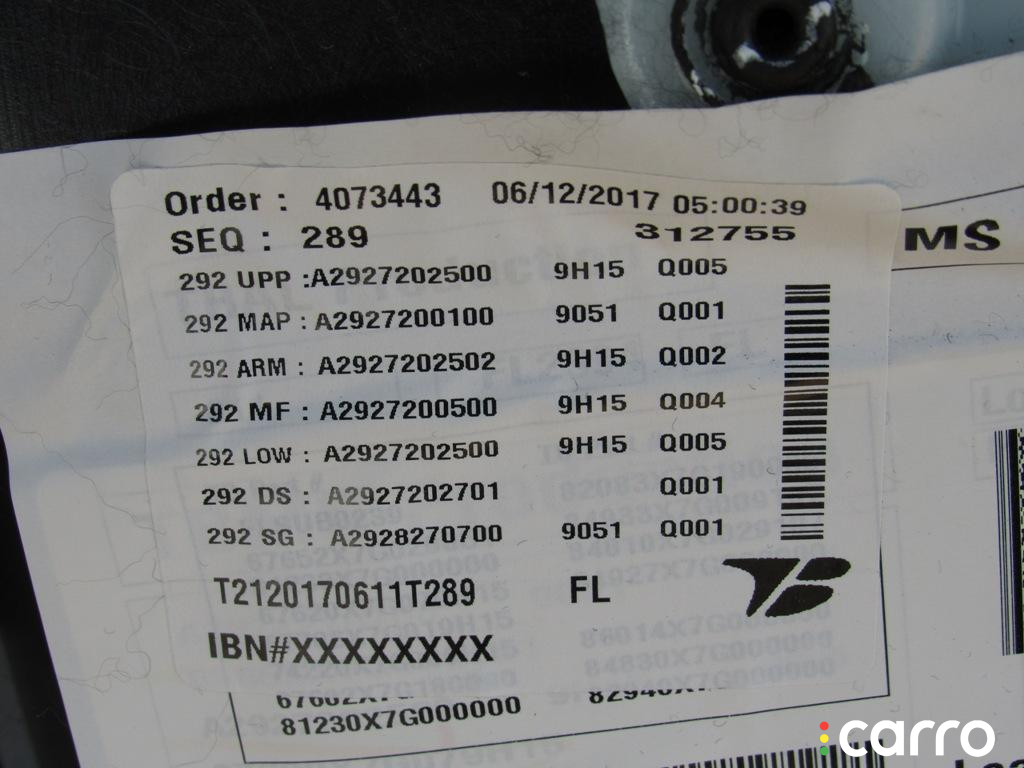 Order : 4073443 06/12/2017 05:00:39
SEQ : 289 312755
MS
292 UPP :A2927202500 9H15 Q005
292 MAP : A2927200100 9051 Q001
292 ARM : A2927202502 9H15 Q002
292 MF : A2927200500 9H15 Q004
292 LOW : A2927202500 9H15 Q005
292 DS : A2927202701 Q001
292 SG : A2928270700 9051 Q001
T2120170611T289 FL
IBN#XXXXXXXX
81230X7G000000
carro